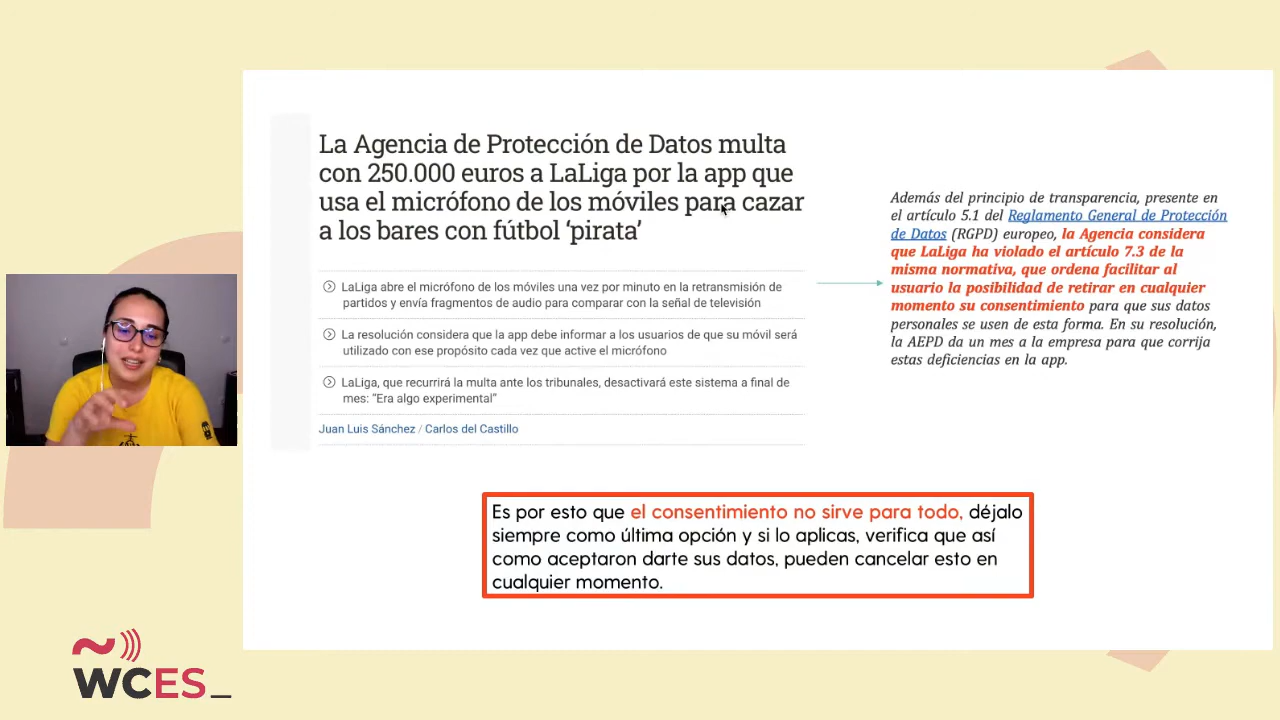 La Agencia de Protección de Datos multa
con 250.000 euros a LaLiga por la app que
usa el micrófono de los móviles para cazar
a los bares con fútbol ‘pirata’
LaLiga abre el micrófono de los móviles una vez por minuto en la retransmisión de
partidos y envía fragmentos de audio para comparar con la señal de televisión
La resolución considera que la app debe informar a los usuarios de que su móvil será
utilizado con ese propósito cada vez que active el micrófono
LaLiga, que recurrirá la multa ante los tribunales, desactivará este sistema a final de
mes: “Era algo experimental”
Juan Luis Sánchez / Carlos del Castillo
Además del principio de transparencia, presente en
el artículo 5.1 del Reglamento General de Protección
de Datos (RGPD) europeo, la Agencia considera
que LaLiga ha violado el artículo 7.3 de la
misma normativa, que ordena facilitar al
usuario la posibilidad de retirar en cualquier
momento su consentimiento para que sus datos
personales se usen de esta forma. En su resolución,
la AEPD da un mes a la empresa para que corrija
estas deficiencias en la app.
Es por esto que el consentimiento no sirve para todo, déjalo
siempre como última opción y si lo aplicas, verifica que así
como aceptaron darte sus datos, pueden cancelar esto en
cualquier momento.
WCES_